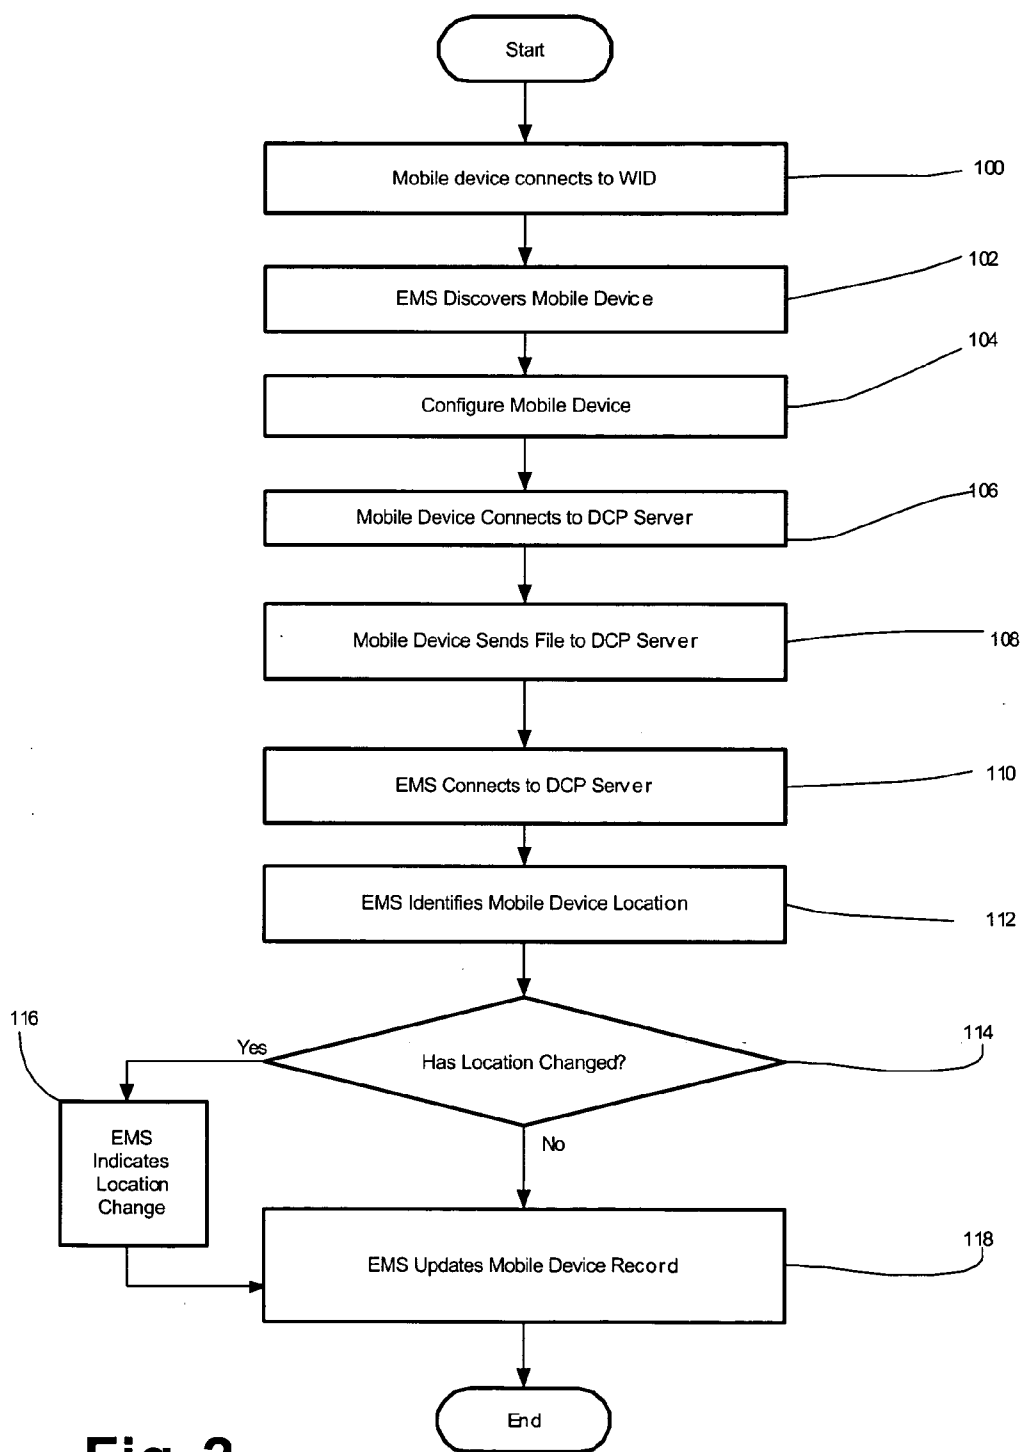 Start
Mobile device connects to WID
100
EMS Discovers Mobile Device
102
Configure Mobile Device
104
Mobile Device Connects to DCP Server
106
Mobile Device Sends File to DCP Server
108
EMS Connects to DCP Server
110
EMS Identifies Mobile Device Location
112
Has Location Changed?
114
Yes
No
116
EMS
Indicates
Location
Change
EMS Updates Mobile Device Record
118
End